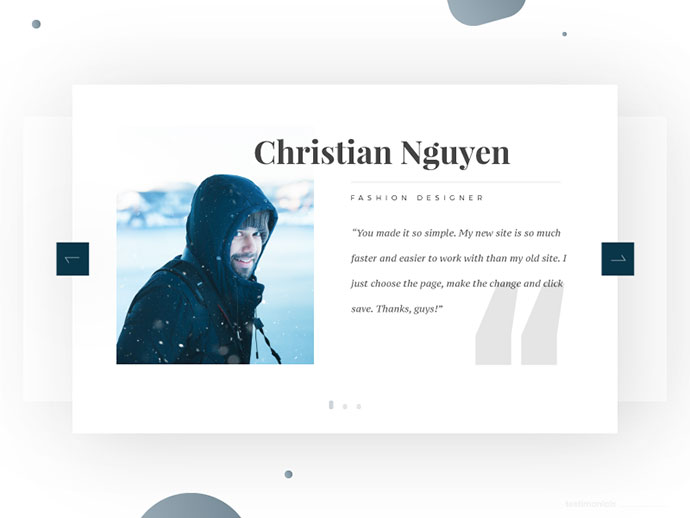 Christian Nguyen
FASHION DESIGNER
“You made it so simple. My new site is so much
faster and easier to work with than my old site. I
just choose the page, make the change and click
save. Thanks, guys!”
testimonials